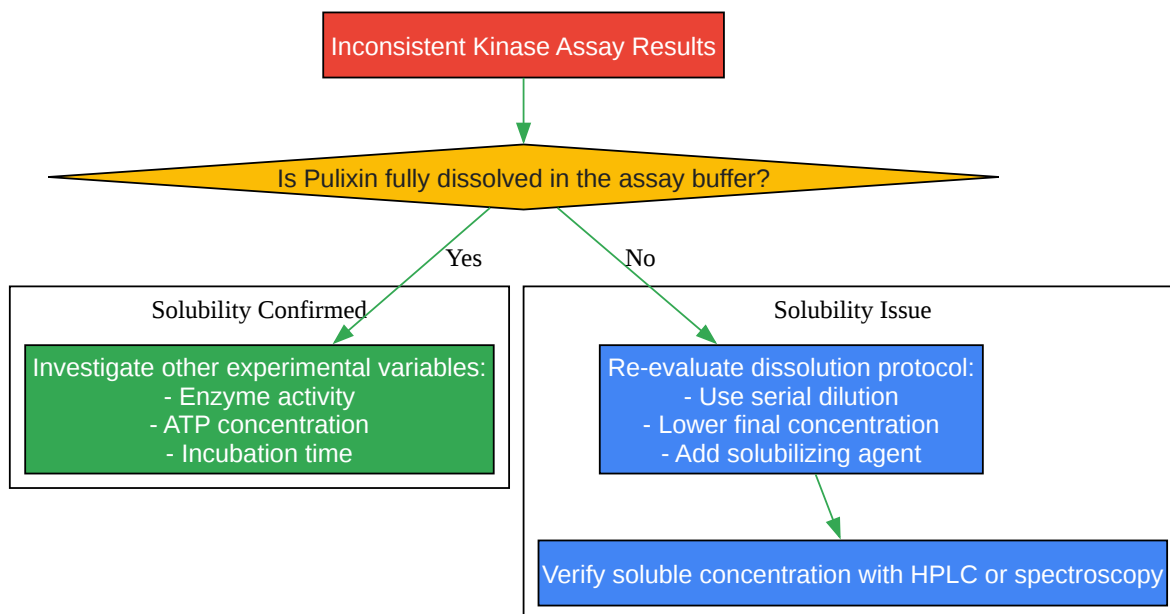 Inconsistent Kinase Assay Results
Is Pulixin fully dissolved in the assay buffer?
Yes
No
Solubility Confirmed
Investigate other experimental variables:
- Enzyme activity
- ATP concentration
- Incubation time
Solubility Issue
Re-evaluate dissolution protocol:
- Use serial dilution
- Lower final concentration
- Add solubilizing agent
Verify soluble concentration with HPLC or spectroscopy